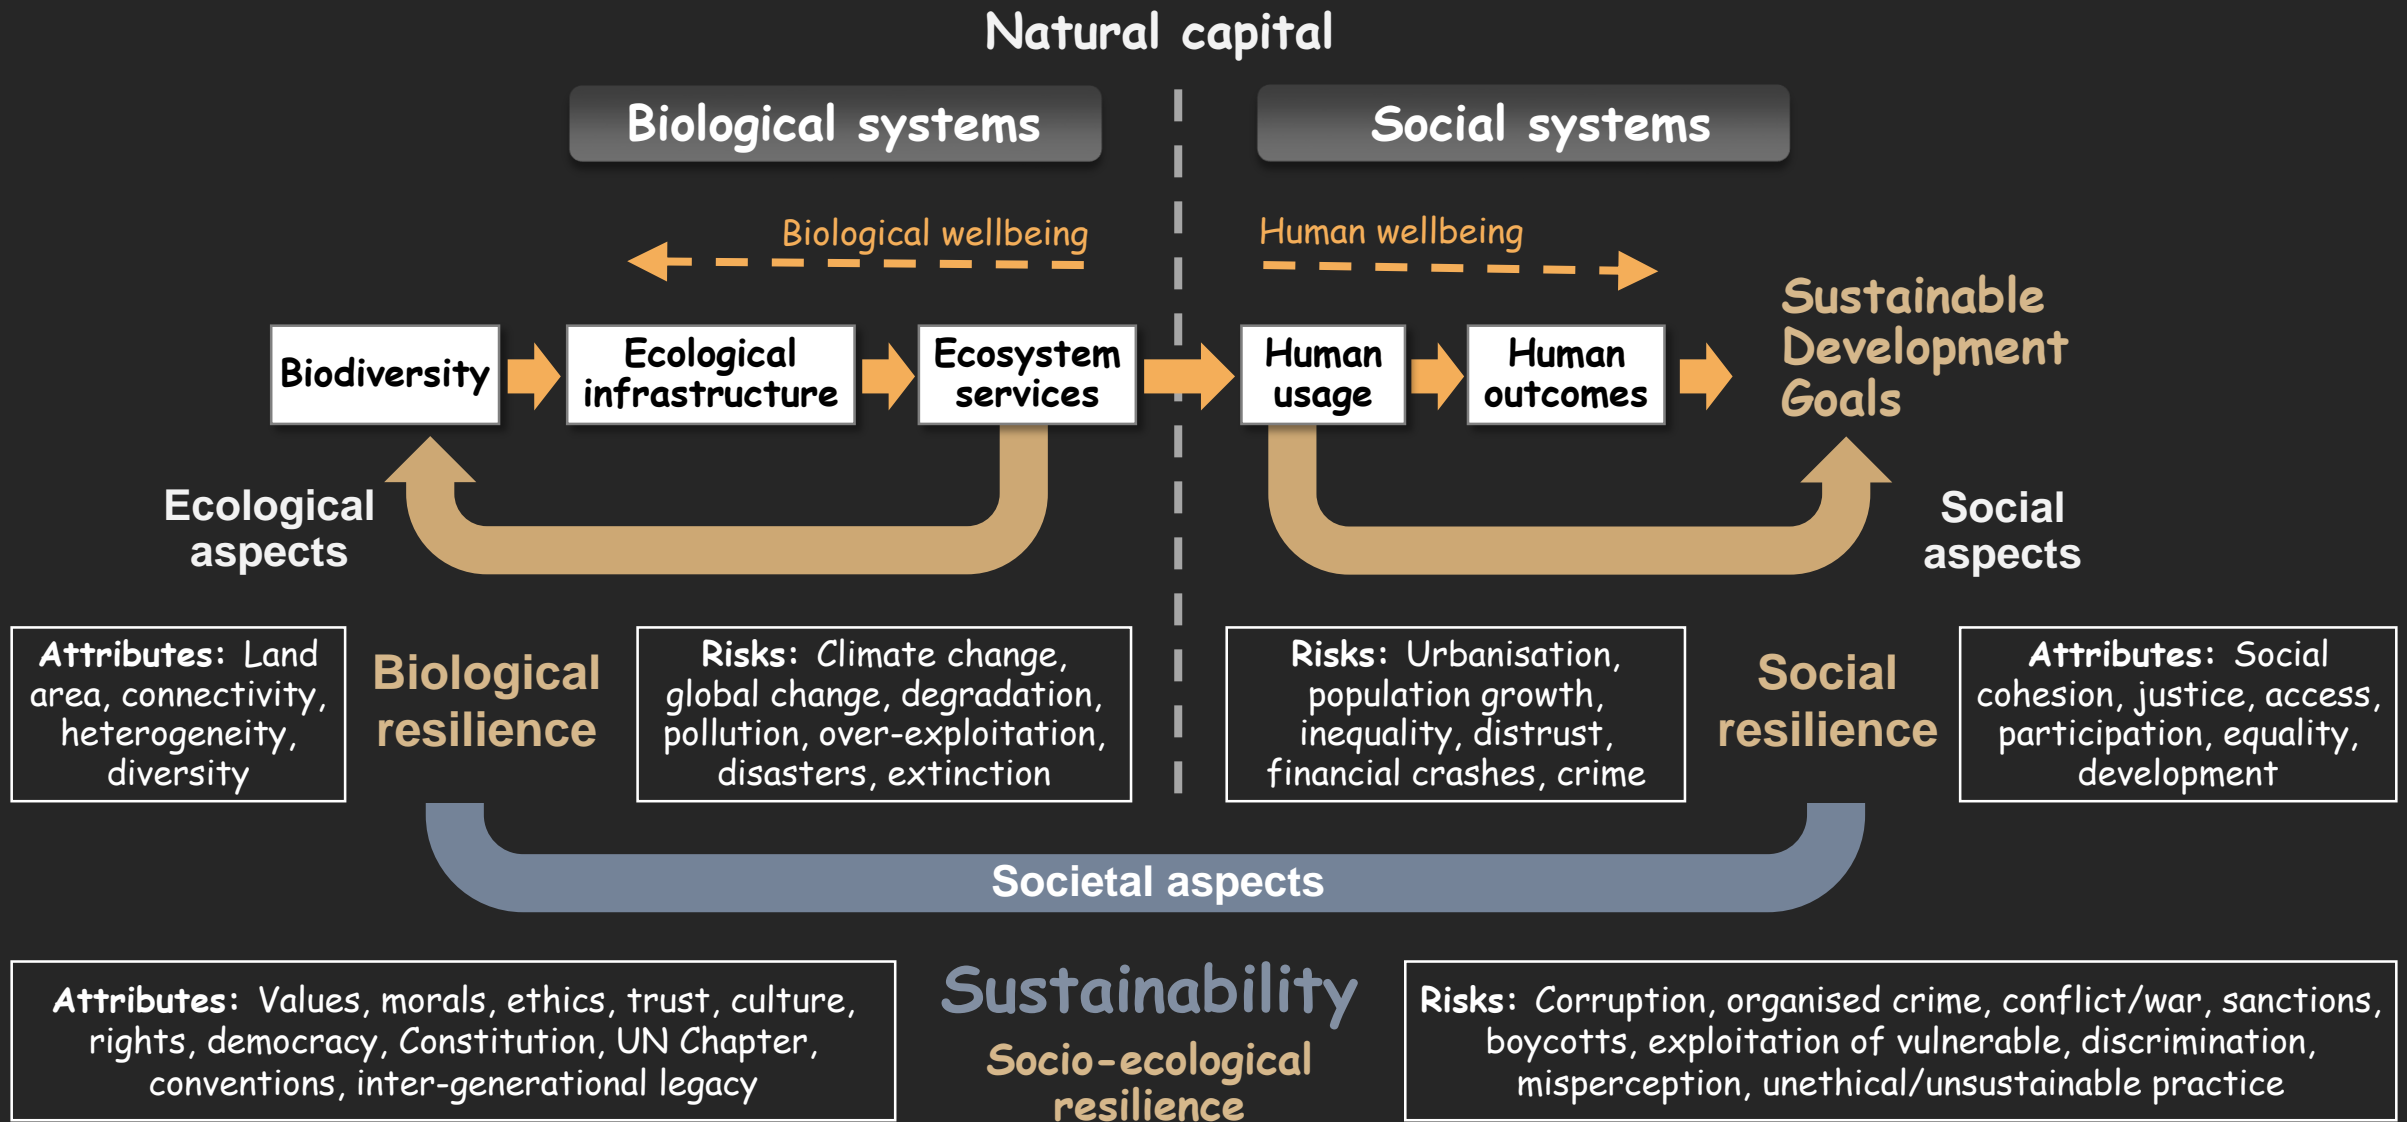 Natural capital
Biological systems
Social systems
Biological wellbeing
Human wellbeing
Biodiversity
Ecological
infrastructure
Ecosystem
services
Human
usage
Human
outcomes
Sustainable
Development
Goals
Ecological
aspects
Social
aspects
Attributes: Land
area, connectivity,
heterogeneity,
diversity
Biological
resilience
Risks: Climate change,
global change, degradation,
pollution, over-exploitation,
disasters, extinction
Risks: Urbanisation,
population growth,
inequality, distrust,
financial crashes, crime
Social
resilience
Attributes: Social
cohesion, justice, access,
participation, equality,
development
Societal aspects
Attributes: Values, morals, ethics, trust, culture,
rights, democracy, Constitution, UN Chapter,
conventions, inter-generational legacy
Sustainability
Socio-ecological
resilience
Risks: Corruption, organised crime, conflict/war, sanctions,
boycotts, exploitation of vulnerable, discrimination,
misperception, unethical/unsustainable practice